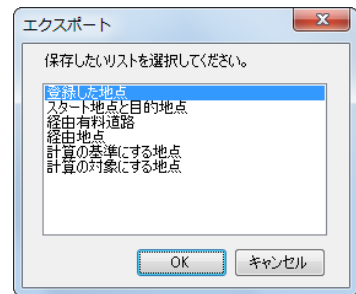 エクスポート
保存したいリストを選択してください。
登録した地点
スタート地点と目的地点
経由有料道路
経由地点
計算の基準にする地点
計算の対象にする地点
OK
キャンセル